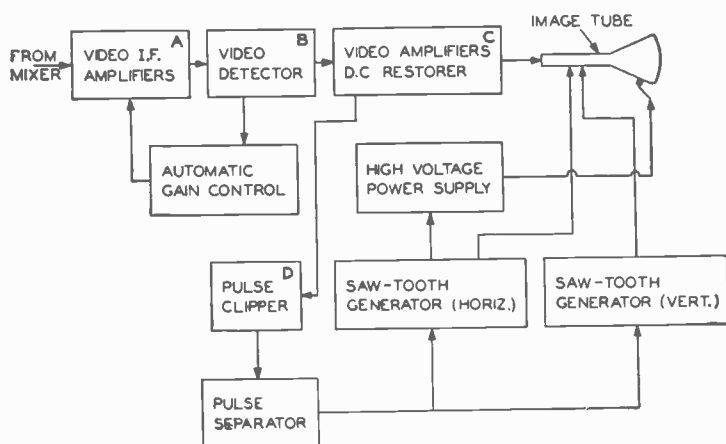 IMAGE TUBE
FROM
MIXER
A
VIDEO I.F.
AMPLIFIERS
B
VIDEO
DETECTOR
C
VIDEO AMPLIFIERS
D.C RESTORER
AUTOMATIC
GAIN CONTROL
HIGH VOLTAGE
POWER SUPPLY
D
PULSE
CLIPPER
SAW-TOOTH
GENERATOR (HORIZ.)
SAW-TOOTH
GENERATOR (VERT.)
PULSE
SEPARATOR